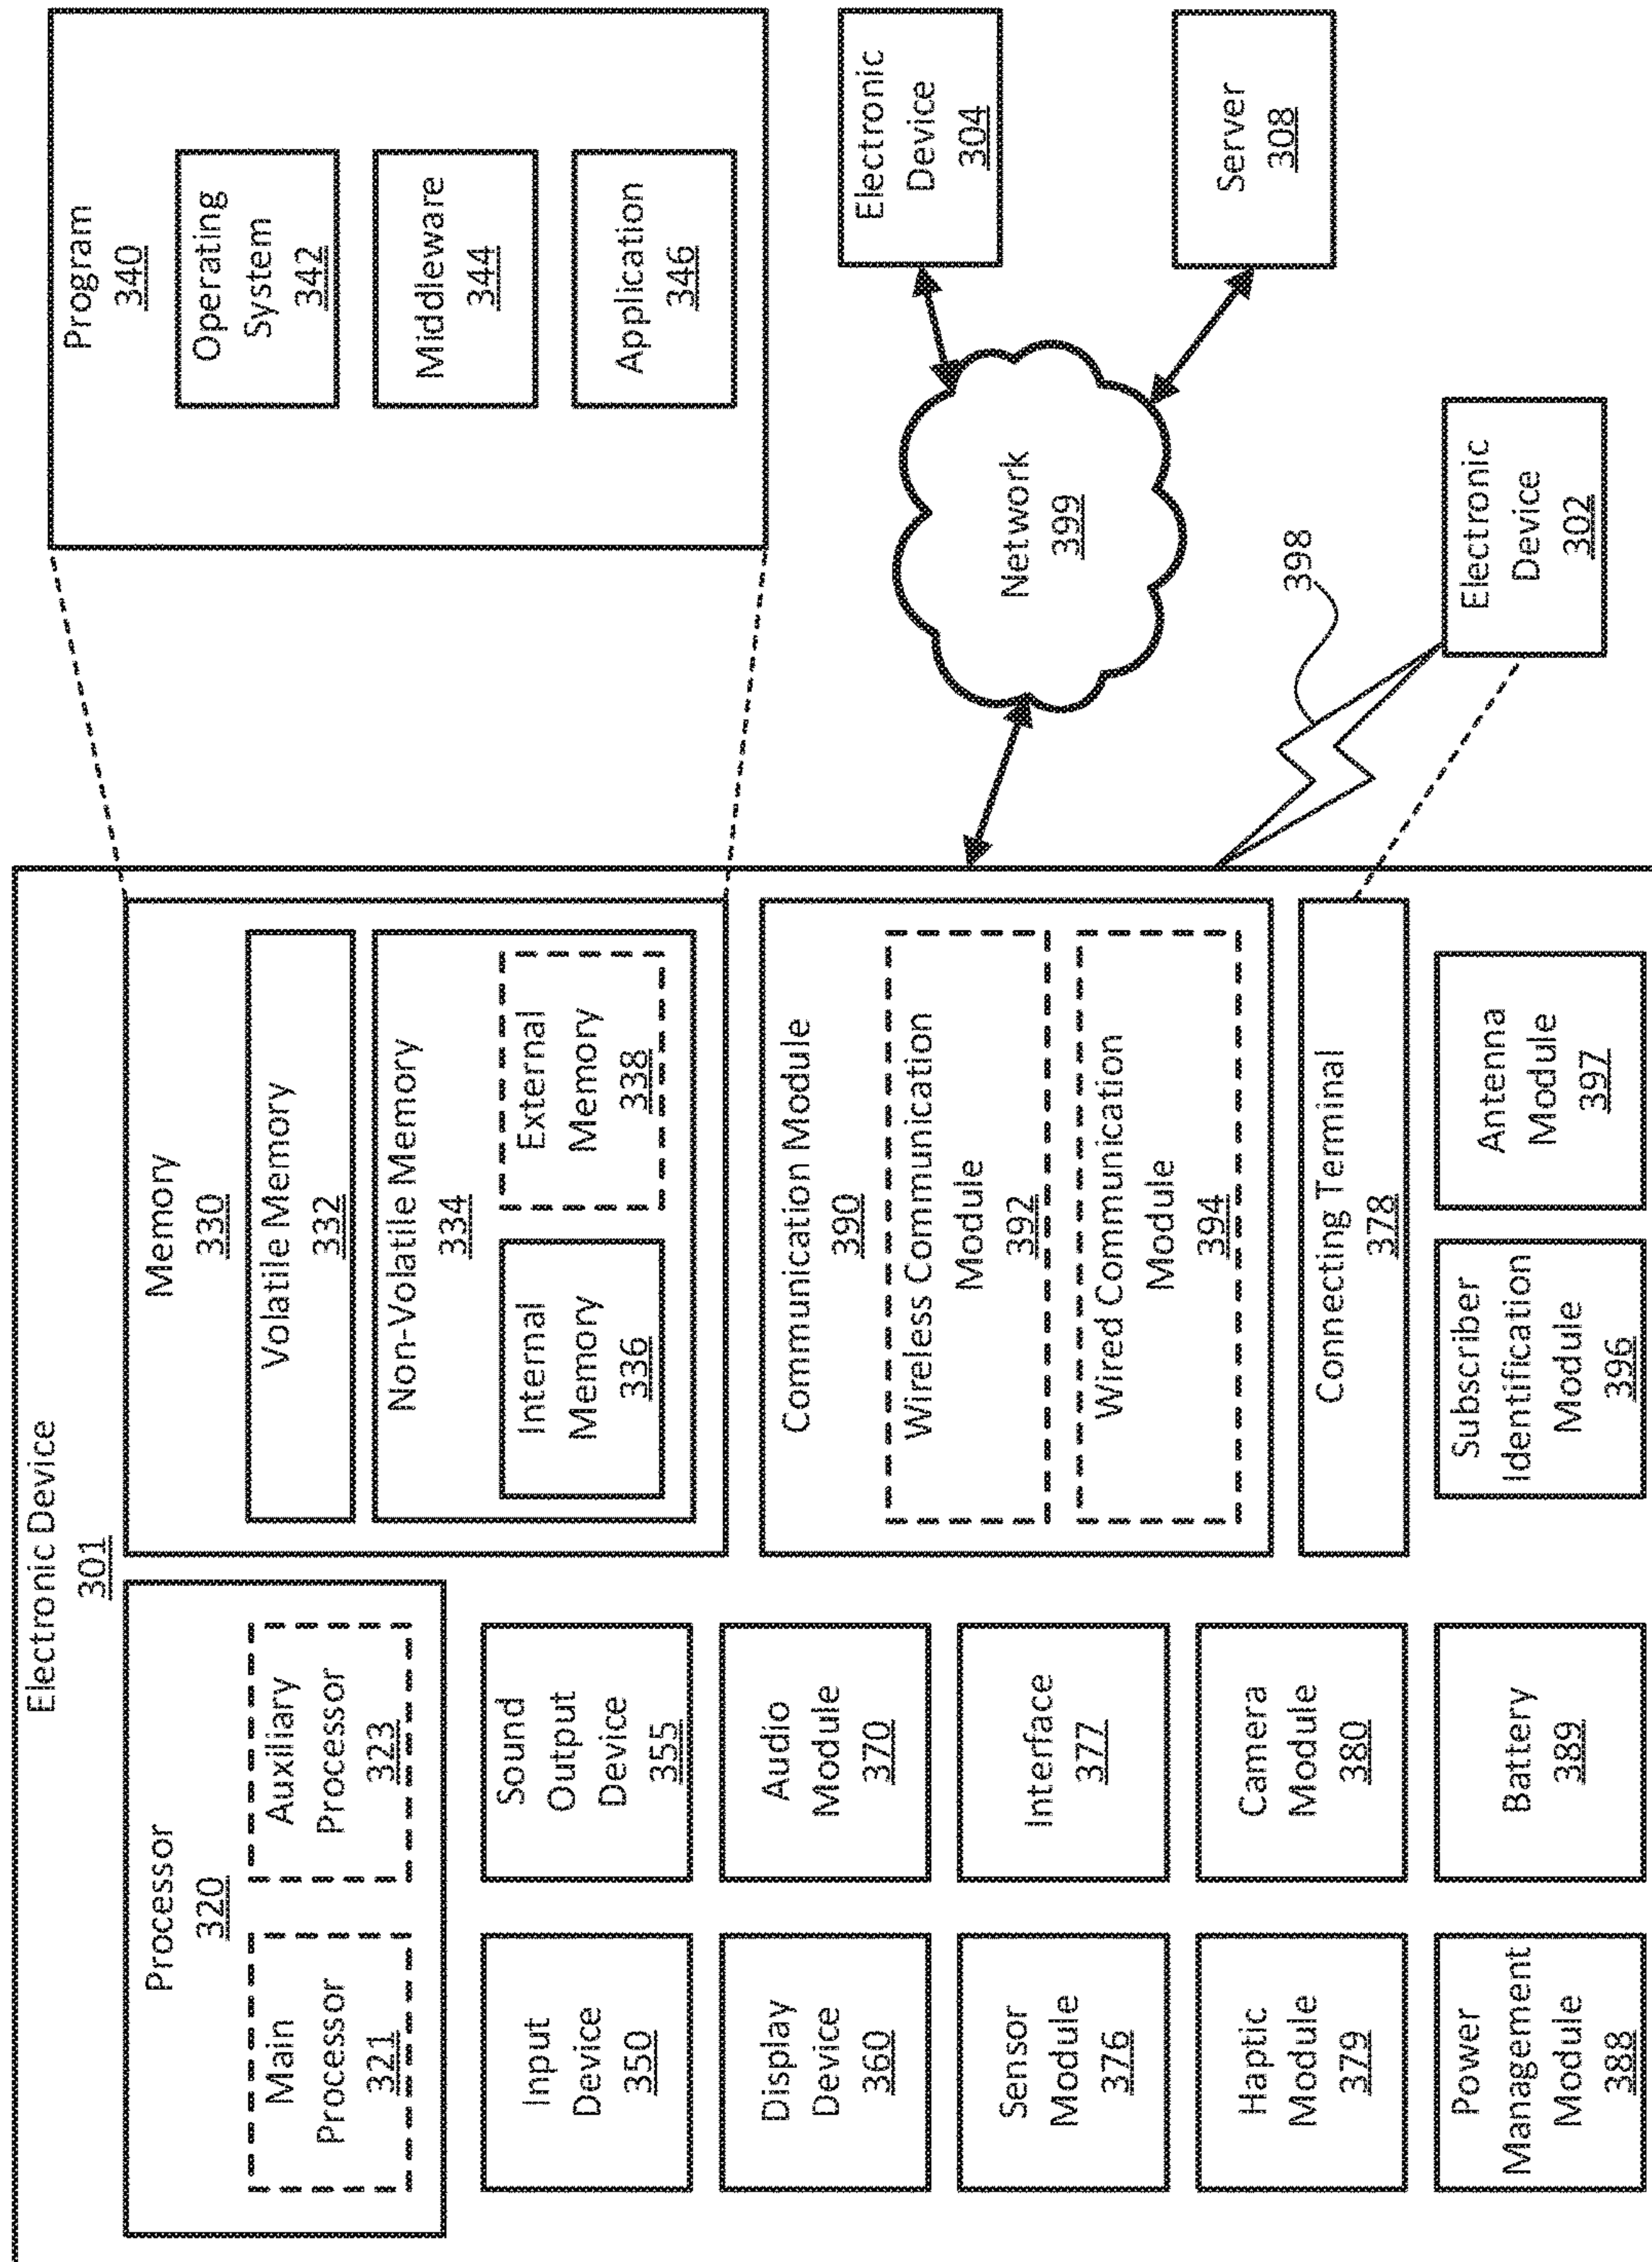 Electronic Device
301
Processor
320
Main
Processor
321
Auxiliary
Processor
323
Input
Device
350
Sound
Output
Device
355
Display
Device
360
Audio
Module
370
Sensor
Module
376
Interface
377
Haptic
Module
379
Camera
Module
380
Power
Management
Module
388
Battery
389
Memory
330
Volatile Memory
332
Non-Volatile Memory
334
Internal
Memory
336
External
Memory
338
Communication Module
390
Wireless Communication
Module
392
Wired Communication
Module
394
Connecting Terminal
378
Subscriber
Identification
Module
396
Antenna
Module
397
Program
340
Operating
System
342
Middleware
344
Application
346
Network
399
Electronic
Device
304
Server
308
398
Electronic
Device
302